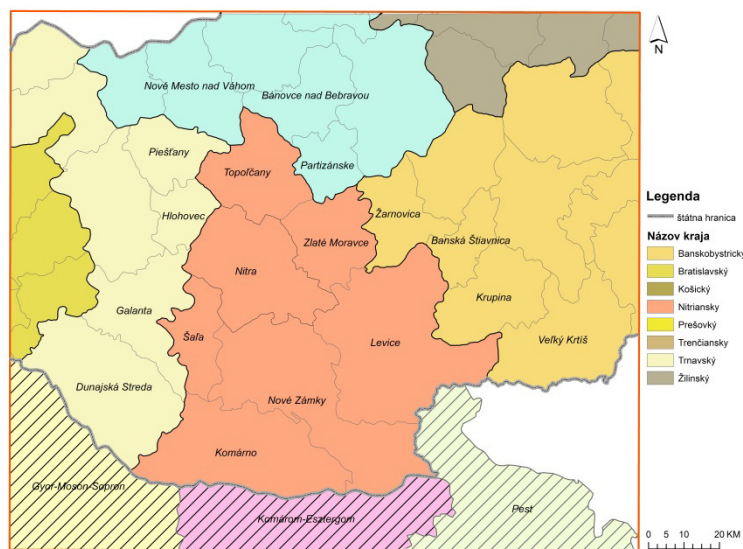 Nové Mesto nad Váhom
Bánovce nad Bebravou
Piešťany
Partizánske
Topoľčany
Hlohovec
Žarnovica
Zlaté Moravce
Banská Štiavnica
Nitra
Krupina
Galanta
Šaľa
Levice
Veľký Krtíš
Dunajská Streda
Nové Zámky
Komárno
Gyor-Moson-Sopron
Komárom-Esztergom
Pest
N
Legenda
štátna hranica
Názov kraja
Banskobystrický
Bratislavský
Košický
Nitriansky
Prešovký
Trenčiansky
Trnavský
Žilinský
0 5 10 20 KM